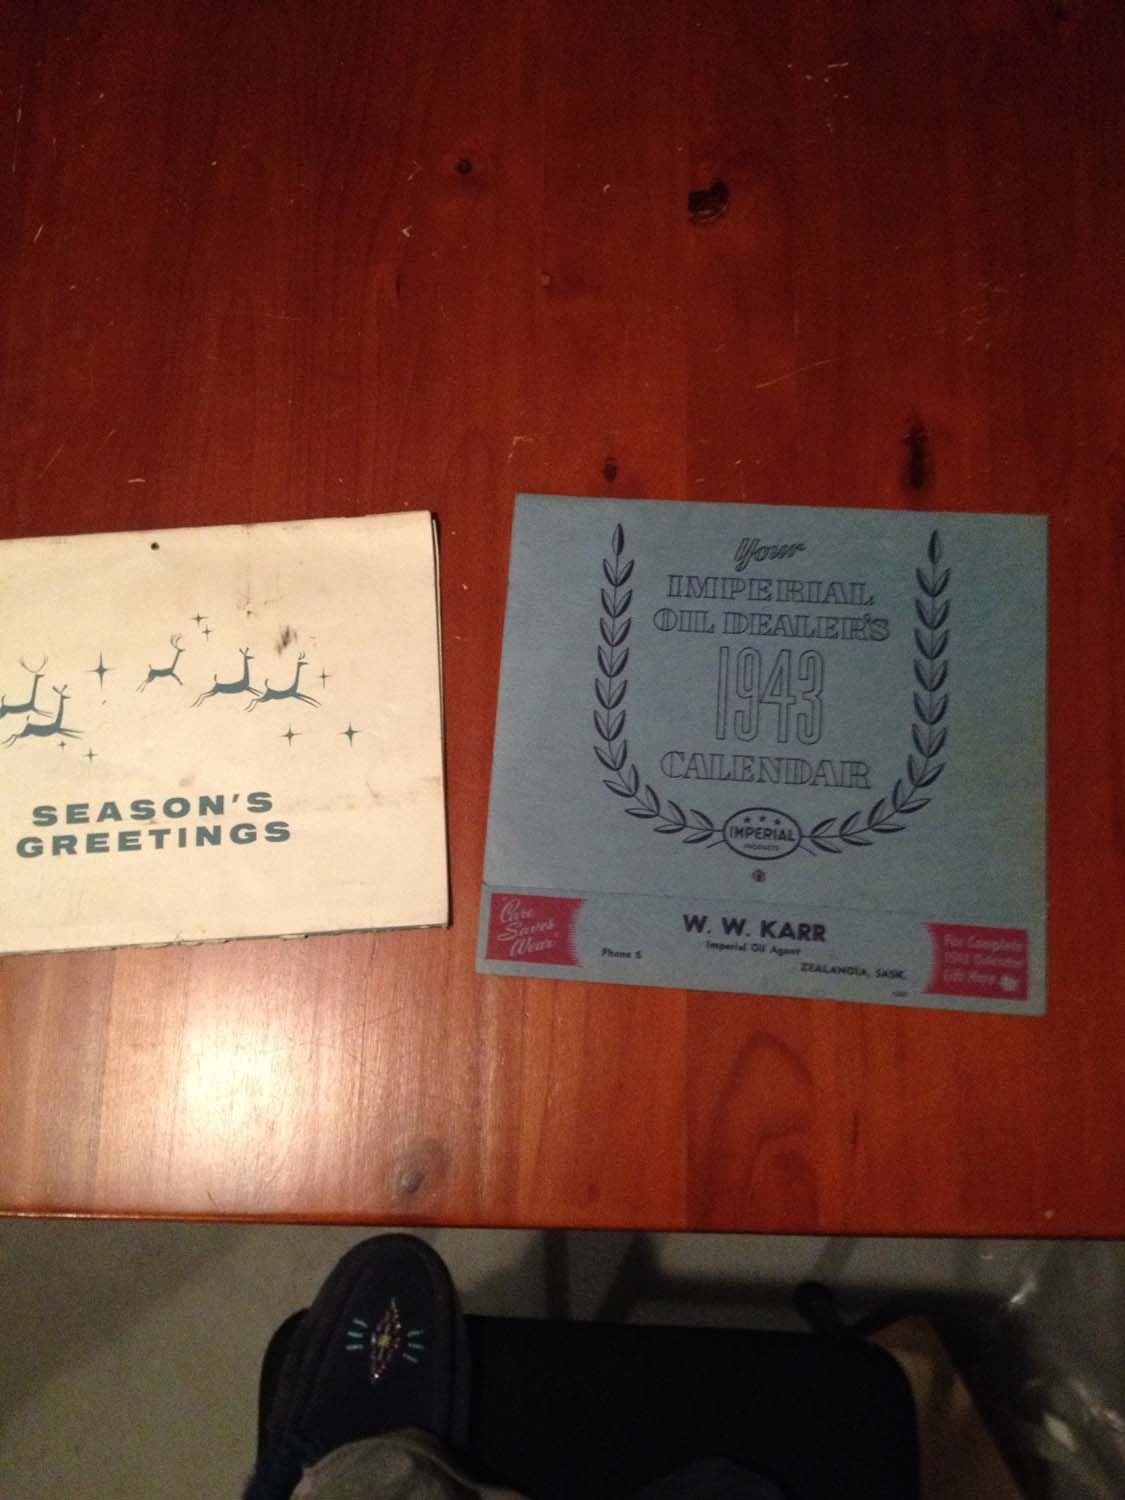 SEASON'S
GREETINGS
Your
IMPERIAL
OIL DEALER'S
1943
CALENDAR
IMPERIAL
PRODUCTS
Care
Saves
Wear
Phone 6
W. W. KARR
Imperial Oil Agent
ZEALANDIA, SASK.
For Complete
1943 Calendar
Lift Here